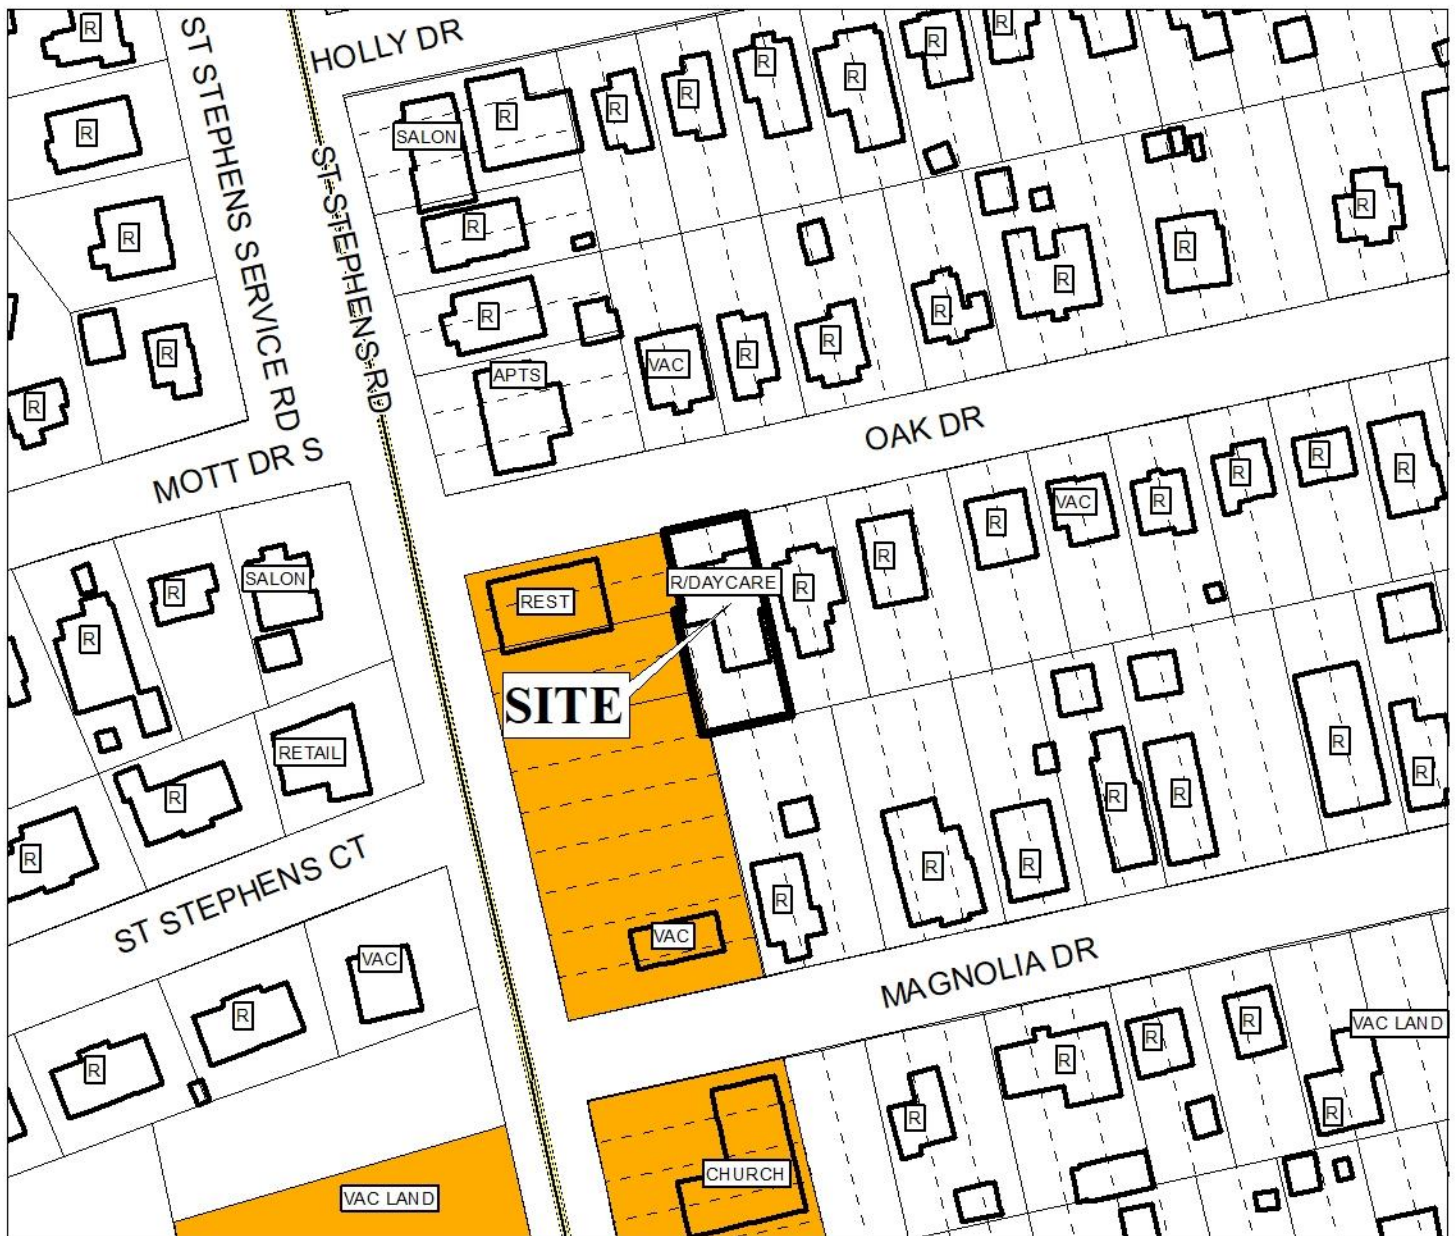 R
R
R
R
R
R
ST STEPHENS SERVICE RD
HOLLY DR
ST STEPHENS RD
SALON
R
R
R
R
R
R
R
R
R
APTS
VAC
R
R
R
R
R
R
OAK DR
MOTT DR S
R
R
SALON
RETAIL
R
R
ST STEPHENS CT
VAC
R
R
VAC LAND
REST
R/DAYCARE
SITE
R
R
R
VAC
R
R
R
R
VAC
R
R
R
R
R
R
R
MAGNOLIA DR
CHURCH
R
R
R
R
VAC LAND
R